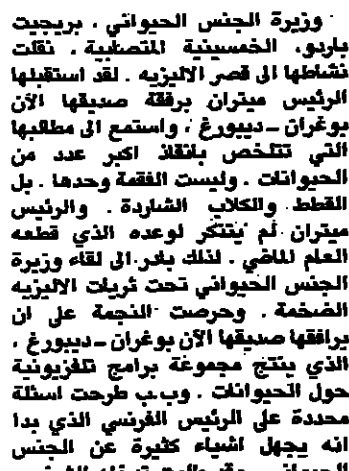 وزيرة الجنس الحيواني ، بريجيت
باردو، الخمسينية المتصابية ، نقلت
نشاطها الى قصر الاليزيه . لقد استقبلها
الرئيس ميتران برفقة صديقها الآن
بوغران ــ ديبورغ ، واستمع الى مطالبها
التي تتلخص بانقاذ اكبر عدد من
الحيوانات . وليست الفقمة وحدها . بل
القطط والكلاب الشاردة . والرئيس
ميتران لم يتنكر لوعده الذي قطعه
العام الماضي . لذلك بادر الى لقاء وزيرة
الجنس الحيواني تحت ثريات الاليزيه
الضخمة . وحرصت النجمة على ان
يرافقها صديقها الآن بوغران ــ ديبورغ ،
الذي ينتج مجموعة برامج تلفزيونية
حول الحيوانات . وب.ب طرحت اسئلة
محددة على الرئيس الفرنسي الذي بدا
انه يجهل اشياء كثيرة عن الجنس